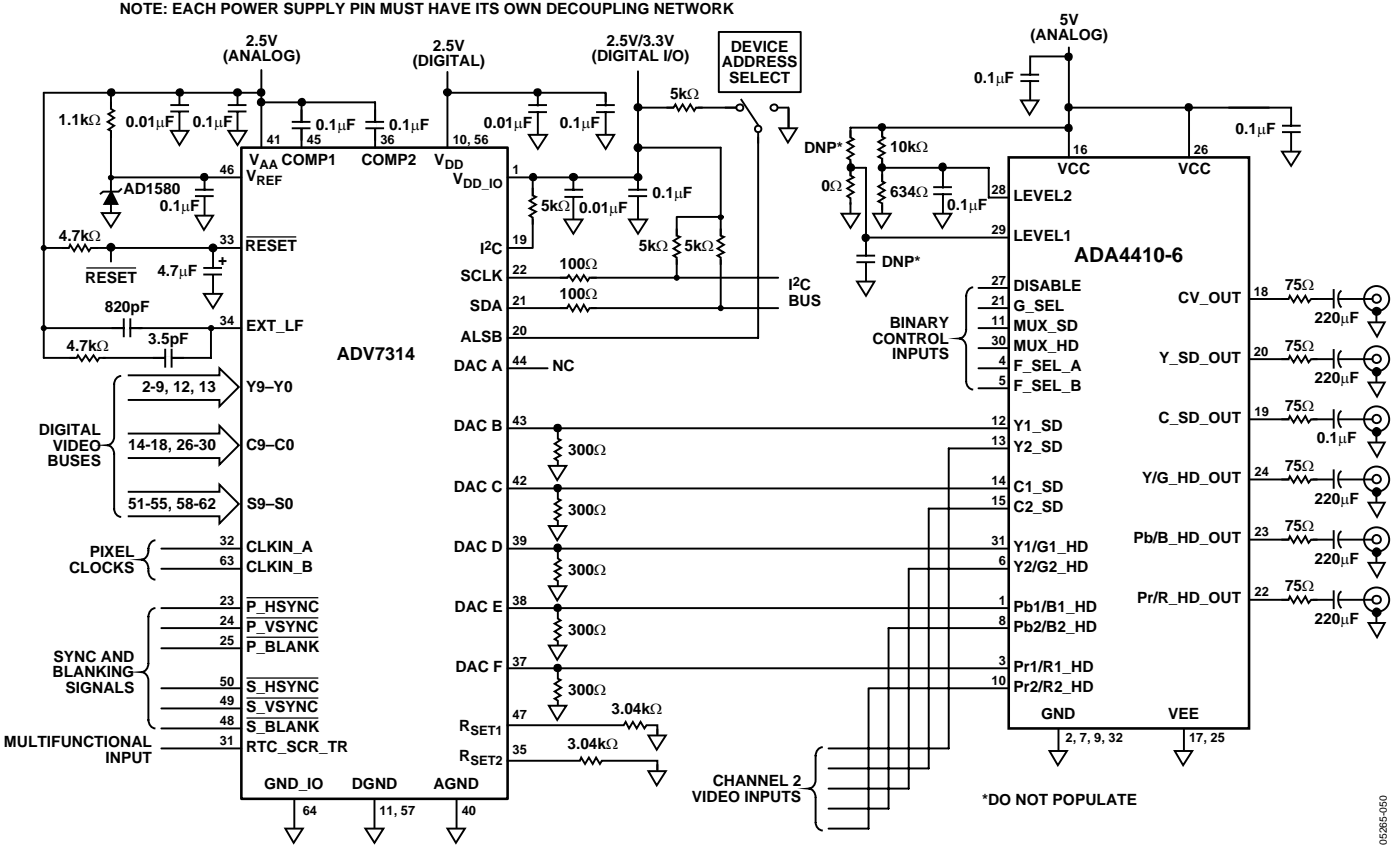 NOTE: EACH POWER SUPPLY PIN MUST HAVE ITS OWN DECOUPLING NETWORK
2.5V
(ANALOG)
2.5V
(DIGITAL)
2.5V/3.3V
(DIGITAL I/O)
DEVICE
ADDRESS
SELECT
5V
(ANALOG)
1.1kΩ
0.01μF
0.1μF
0.1μF
0.1μF
0.01μF
0.1μF
5kΩ
0.1μF
0.1μF
41
45
36
10, 56
VAA
COMP1
COMP2
VDD
46
VREF
AD1580
0.1μF
VDD_IO
1
5kΩ
0.01μF
0.1μF
4.7kΩ
33
RESET
RESET
4.7μF
+
I2C
19
5kΩ
5kΩ
SCLK
22
100Ω
SDA
21
100Ω
I2C
BUS
ALSB
20
820pF
34
EXT_LF
4.7kΩ
3.5pF
ADV7314
DAC A
44
NC
DIGITAL
VIDEO
BUSES
2-9, 12, 13
Y9–Y0
14-18, 26-30
C9–C0
51-55, 58-62
S9–S0
DAC B
43
300Ω
DAC C
42
300Ω
DAC D
39
300Ω
DAC E
38
300Ω
DAC F
37
300Ω
PIXEL
CLOCKS
32
CLKIN_A
63
CLKIN_B
SYNC AND
BLANKING
SIGNALS
23
P_HSYNC
24
P_VSYNC
25
P_BLANK
50
S_HSYNC
49
S_VSYNC
48
S_BLANK
MULTIFUNCTIONAL
INPUT
31
RTC_SCR_TR
RSET1
47
3.04kΩ
RSET2
35
3.04kΩ
GND_IO
DGND
AGND
64
11, 57
40
DNP*
10kΩ
0Ω
634Ω
0.1μF
DNP*
16
26
VCC
VCC
28
LEVEL2
29
LEVEL1
ADA4410-6
BINARY
CONTROL
INPUTS
27
DISABLE
21
G_SEL
11
MUX_SD
30
MUX_HD
4
F_SEL_A
5
F_SEL_B
12
Y1_SD
13
Y2_SD
14
C1_SD
15
C2_SD
31
Y1/G1_HD
6
Y2/G2_HD
1
Pb1/B1_HD
8
Pb2/B2_HD
3
Pr1/R1_HD
10
Pr2/R2_HD
CV_OUT
18
75Ω
220μF
Y_SD_OUT
20
75Ω
220μF
C_SD_OUT
19
75Ω
0.1μF
Y/G_HD_OUT
24
75Ω
220μF
Pb/B_HD_OUT
23
75Ω
220μF
Pr/R_HD_OUT
22
75Ω
220μF
GND
VEE
2, 7, 9, 32
17, 25
CHANNEL 2
VIDEO INPUTS
*DO NOT POPULATE
05265-050